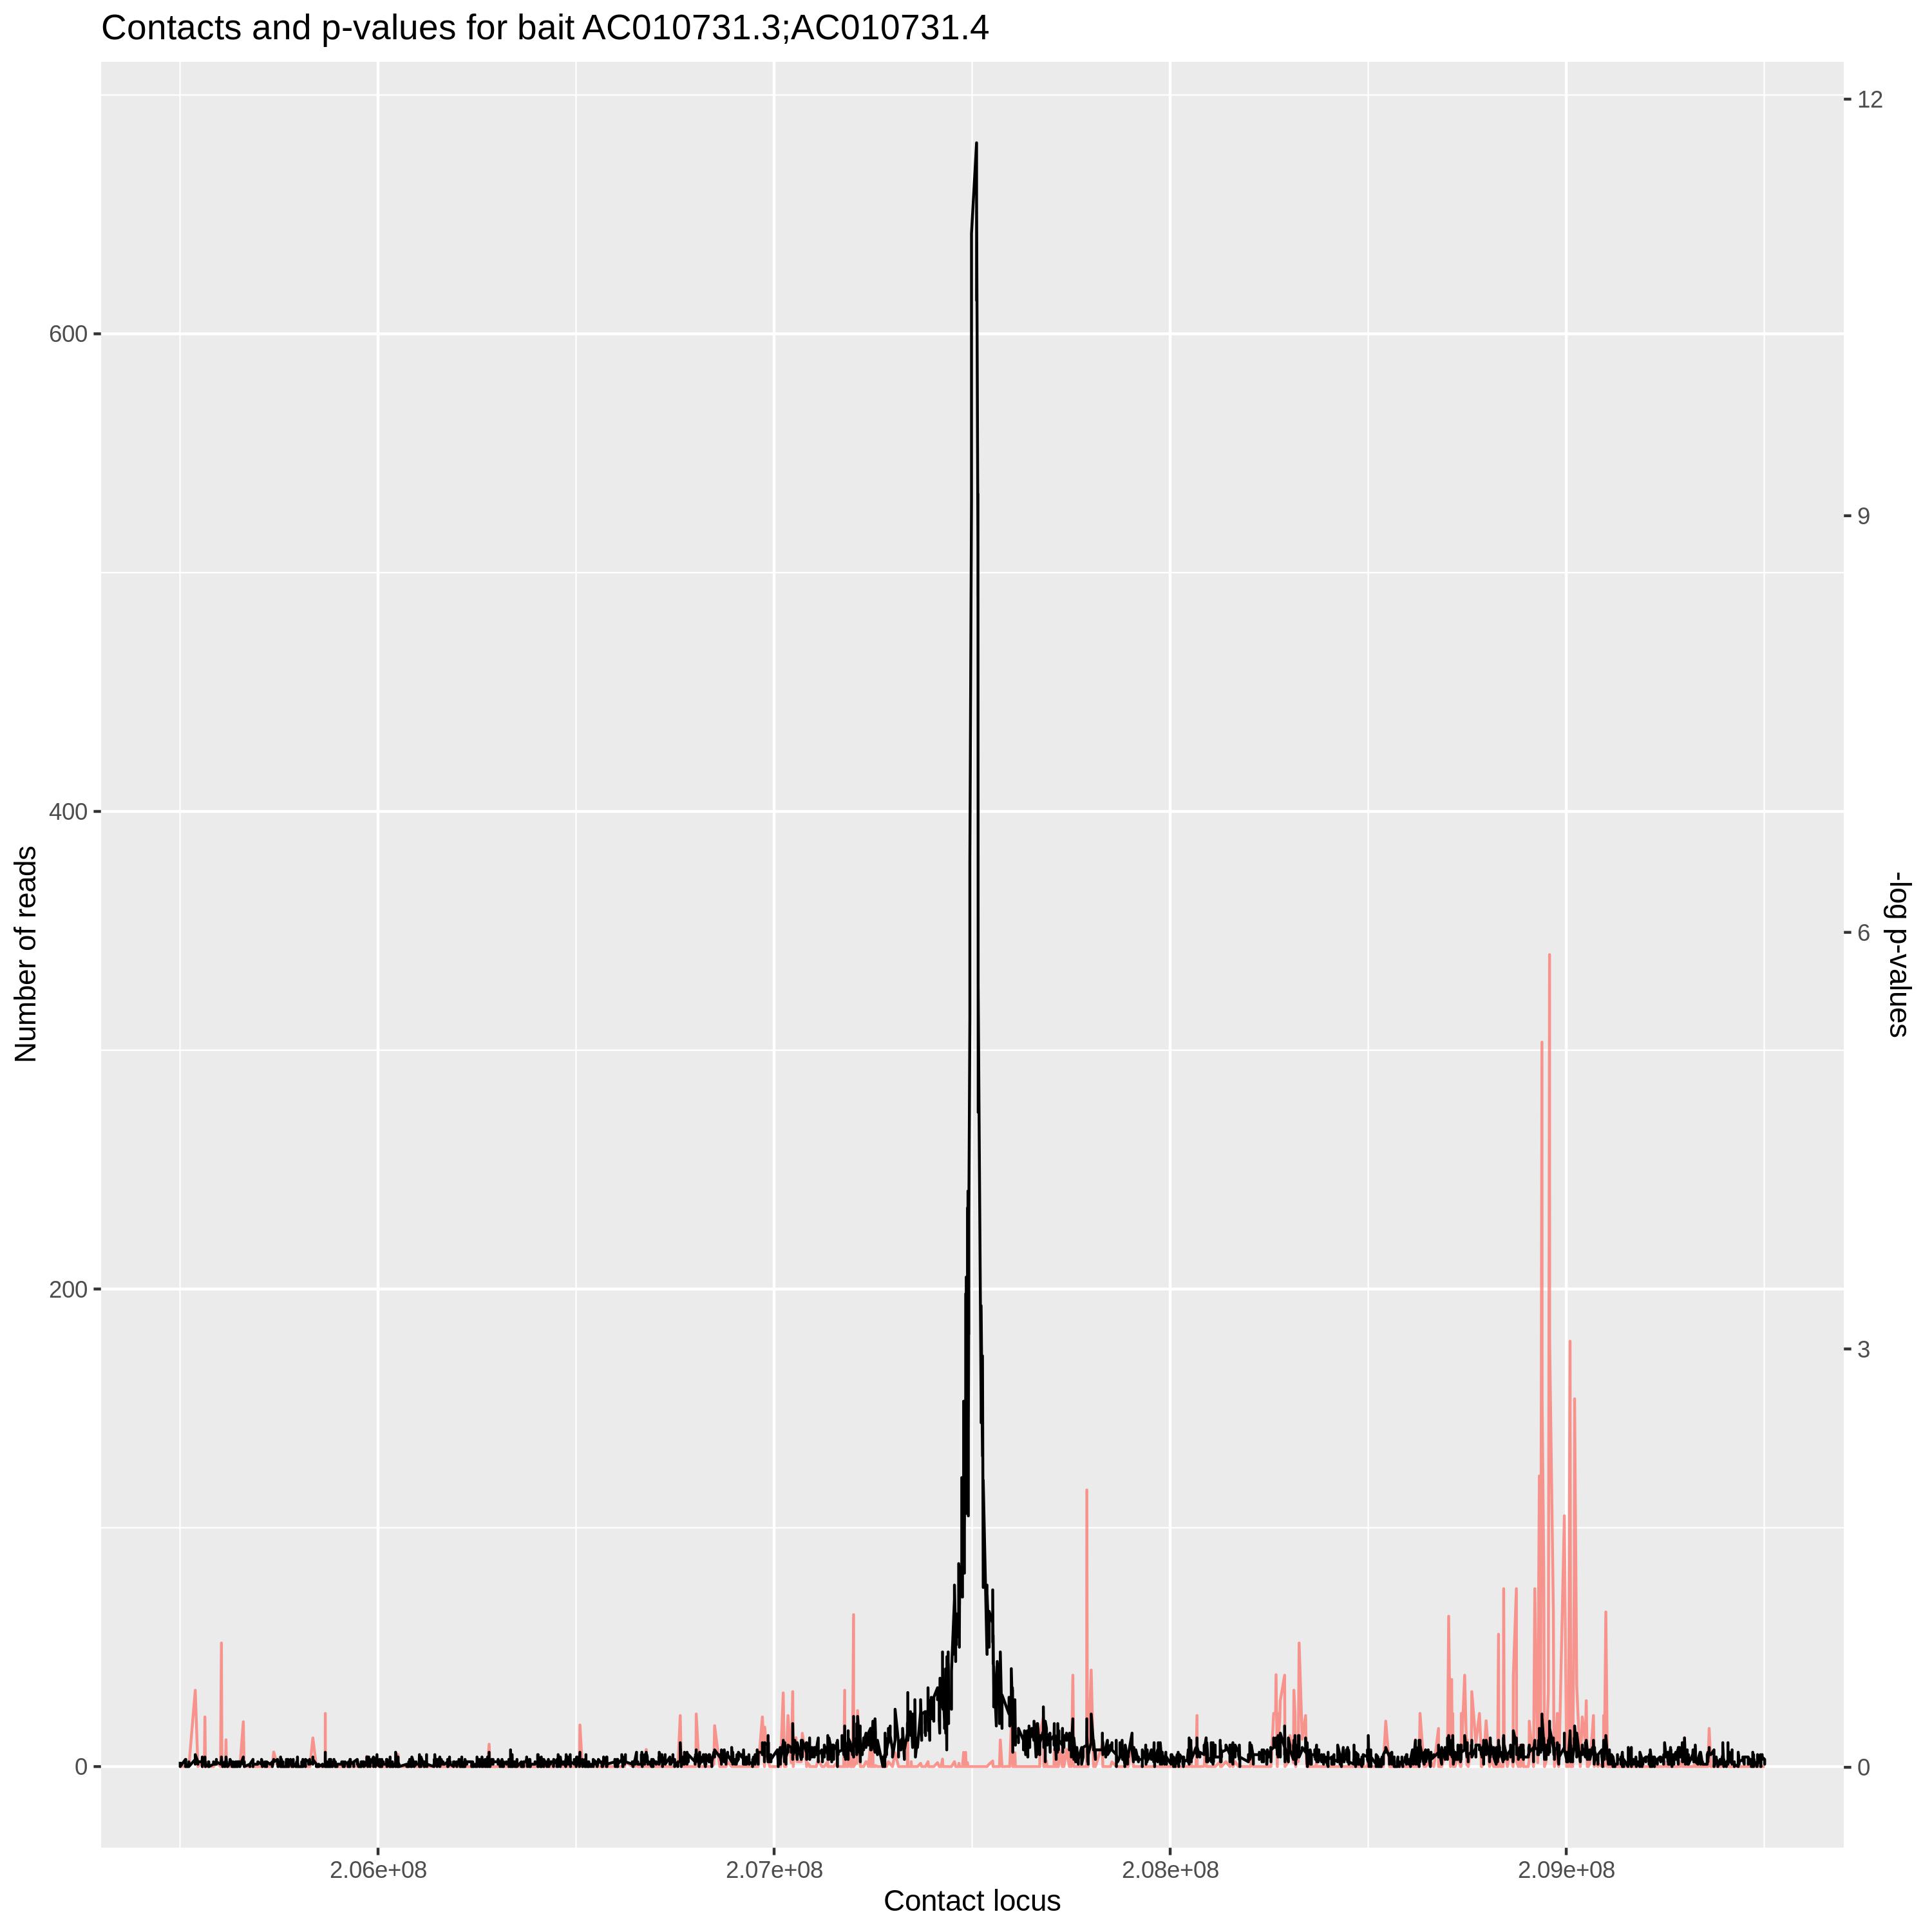 Contacts and p-values for bait AC010731.3;AC010731.4
12
600
9
400
Number of reads
6
-log p-values
200
3
0
0
2.06e+08
2.07e+08
2.08e+08
2.09e+08
Contact locus